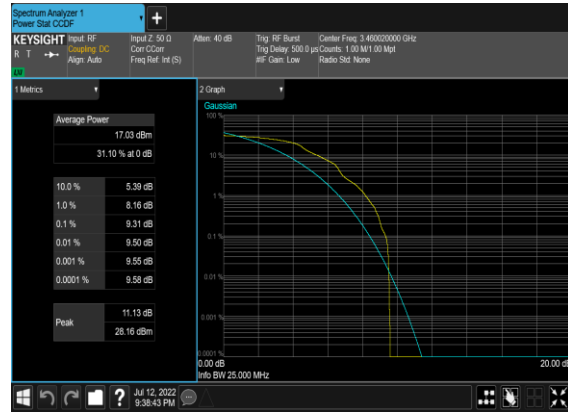 Spectrum Analyzer 1
Power Stat CCDF
+
KEYSIGHT
R T
LXI
Input: RF
Coupling: DC
Align: Auto
Input Z: 50 Ω
Corr CCorr
Freq Ref: Int (S)
Atten: 40 dB
Trig: RF Burst
Trig Delay: 500.0 µs
#IF Gain: Low
Center Freq: 3.460020000 GHz
Counts: 1.00 M/1.00 Mpt
Radio Std: None
1 Metrics
Average Power
17.03 dBm
31.10 % at 0 dB
10.0 % 5.39 dB
1.0 % 8.16 dB
0.1 % 9.31 dB
0.01 % 9.50 dB
0.001 % 9.55 dB
0.0001 % 9.58 dB
Peak 11.13 dB
28.16 dBm
2 Graph
Gaussian
100 %
10 %
1 %
0.1 %
0.01 %
0.001 %
0.0001 %
0.00 dB 20.00 dB
Info BW 25.000 MHz
?
Jul 12, 2022
9:38:43 PM